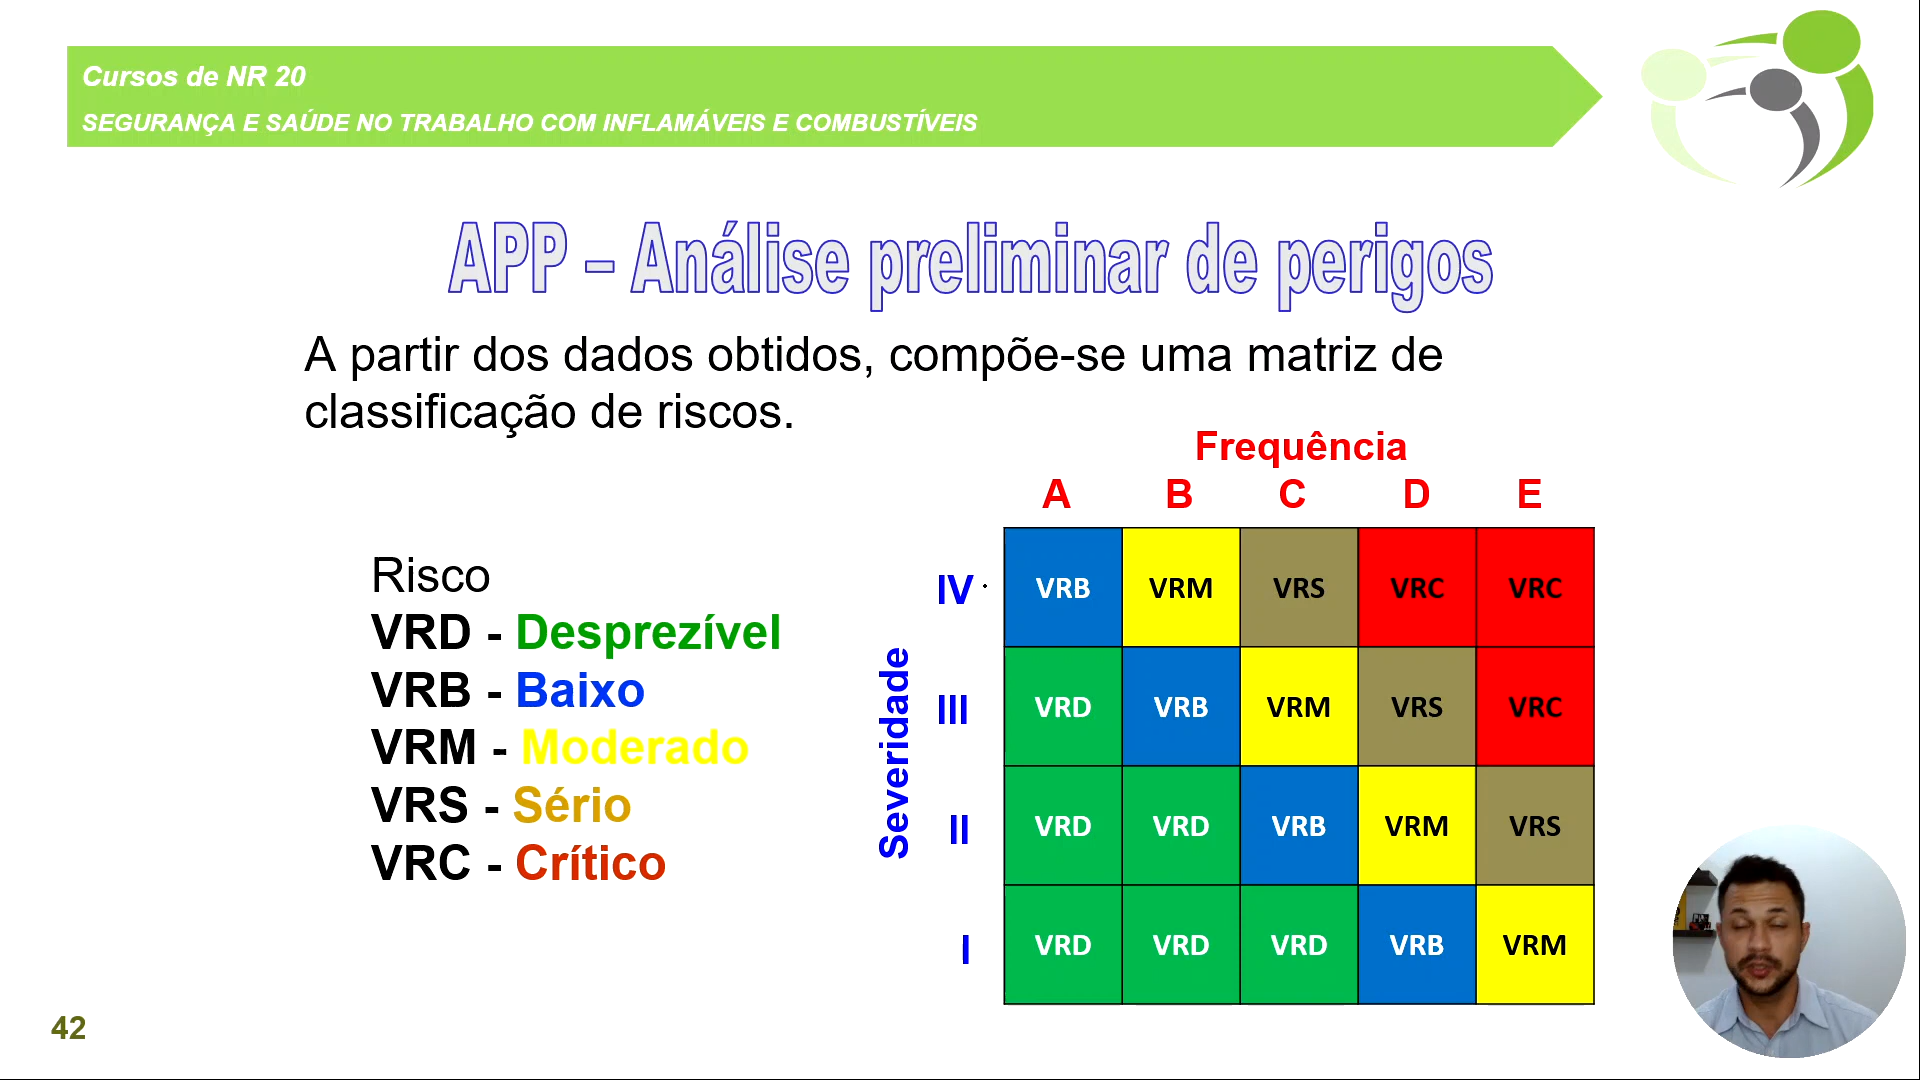 Cursos de NR 20
SEGURANÇA E SAÚDE NO TRABALHO COM INFLAMÁVEIS E COMBUSTÍVEIS
APP – Análise preliminar de perigos
A partir dos dados obtidos, compõe-se uma matriz de
classificação de riscos.
Risco
VRD - Desprezível
VRB - Baixo
VRM - Moderado
VRS - Sério
VRC - Crítico
Frequência
A B C D E
Severidade
IV VRB VRM VRS VRC VRC
III VRD VRB VRM VRS VRC
II VRD VRD VRB VRM VRS
I VRD VRD VRD VRB VRM
42